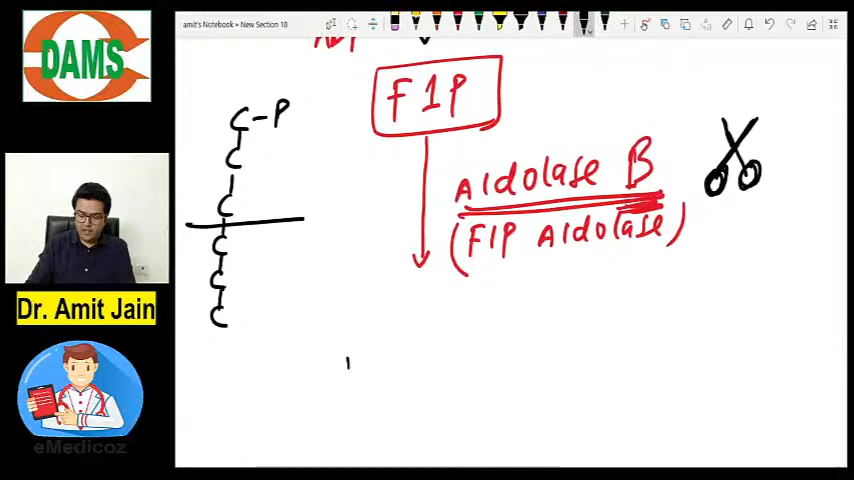 amit's Notebook > New Section 10
DAMS
F1P
C-P
C
C
C
C
C
Aldolase B
(F1P Aldolase)
Dr. Amit Jain
eMedicoz